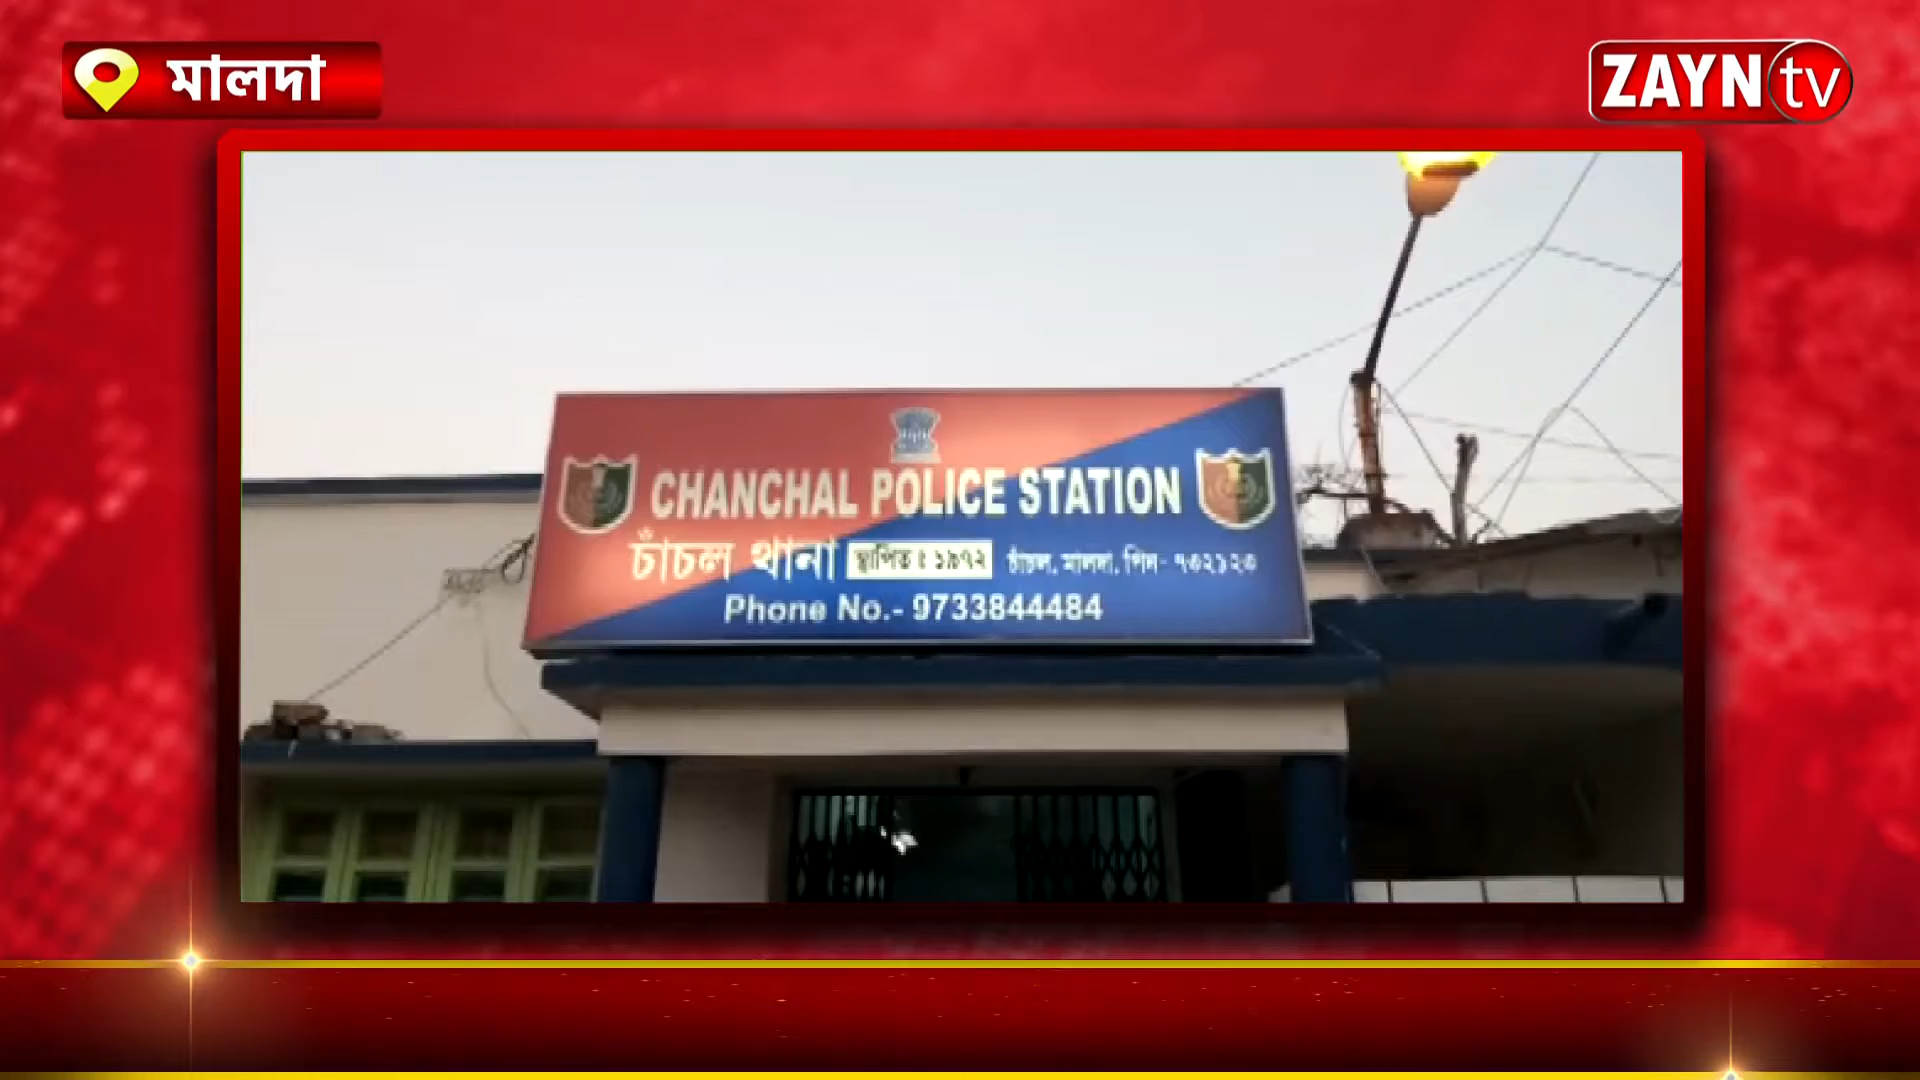 মালদা
ZAYN tv
CHANCHAL POLICE STATION
চাঁচল থানা স্থাপিত ঃ ১৯৭২ চাঁচল, মালদা, পিন- ৭৩২১২৩
Phone No.- 9733844484